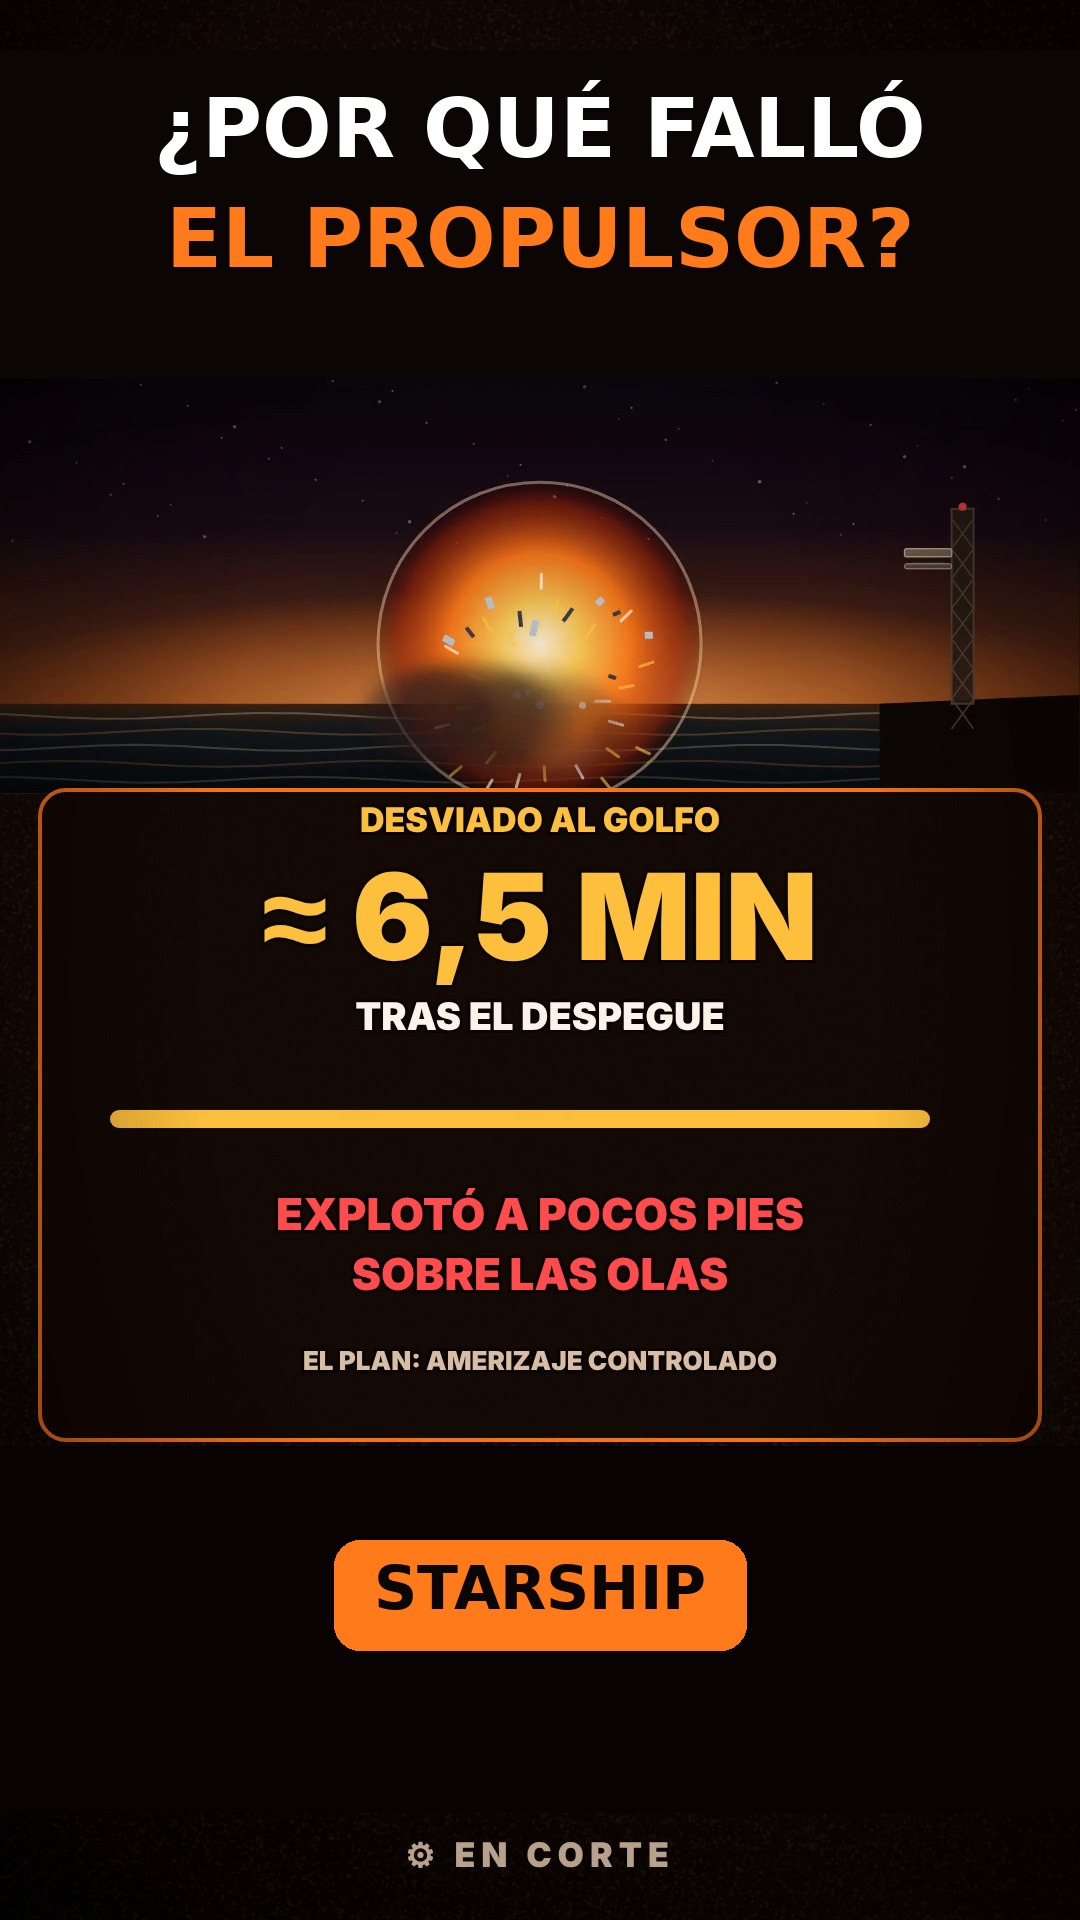 ¿POR QUÉ FALLÓ
EL PROPULSOR?
DESVIADO AL GOLFO
≈ 6,5 MIN
TRAS EL DESPEGUE
EXPLOTÓ A POCOS PIES
SOBRE LAS OLAS
EL PLAN: AMERIZAJE CONTROLADO
STARSHIP
⚙ EN CORTE